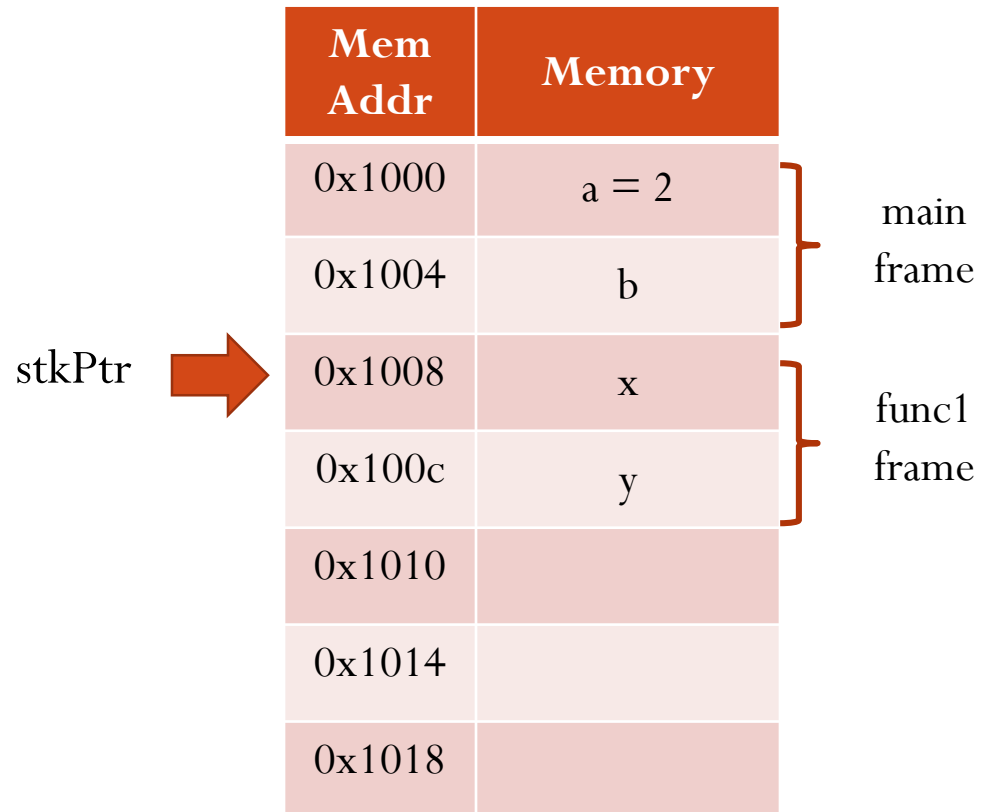 Mem
Addr
Memory
0x1000
a = 2
main
frame
0x1004
b
stkPtr
0x1008
x
func1
frame
0x100c
y
0x1010
0x1014
0x1018